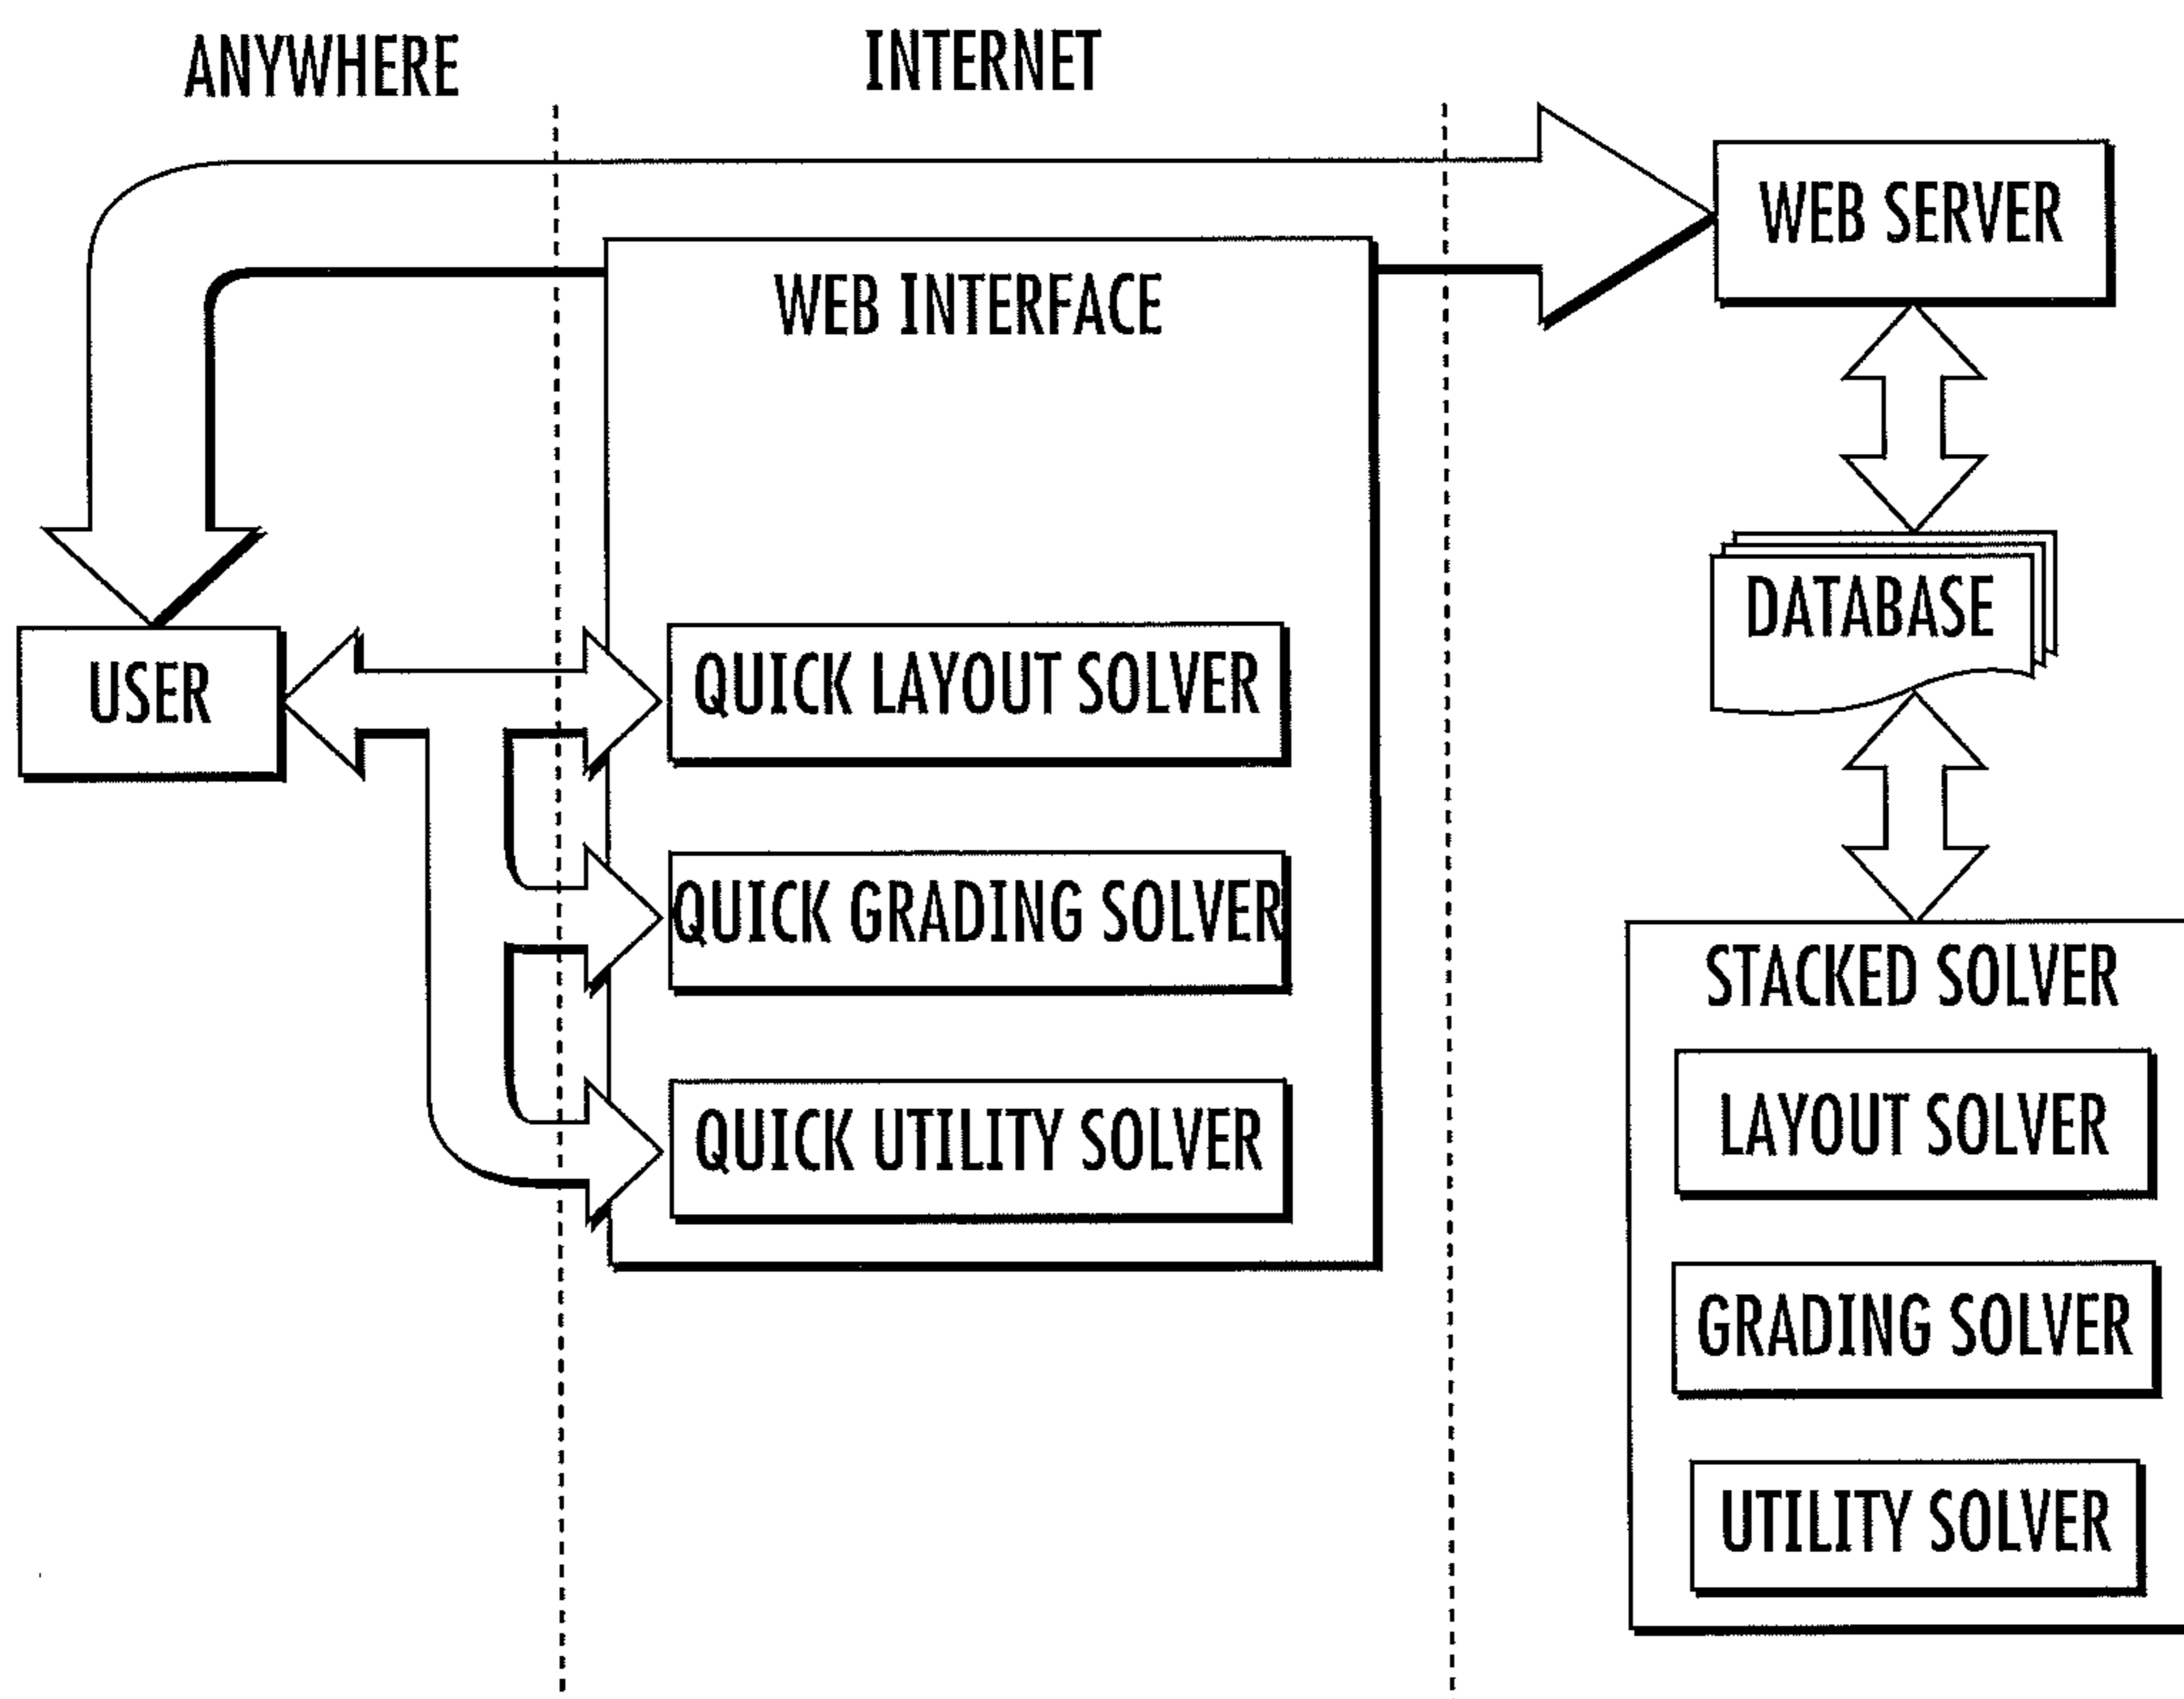 ANYWHERE
INTERNET
WEB SERVER
WEB INTERFACE
DATABASE
USER
QUICK LAYOUT SOLVER
QUICK GRADING SOLVER
QUICK UTILITY SOLVER
STACKED SOLVER
LAYOUT SOLVER
GRADING SOLVER
UTILITY SOLVER